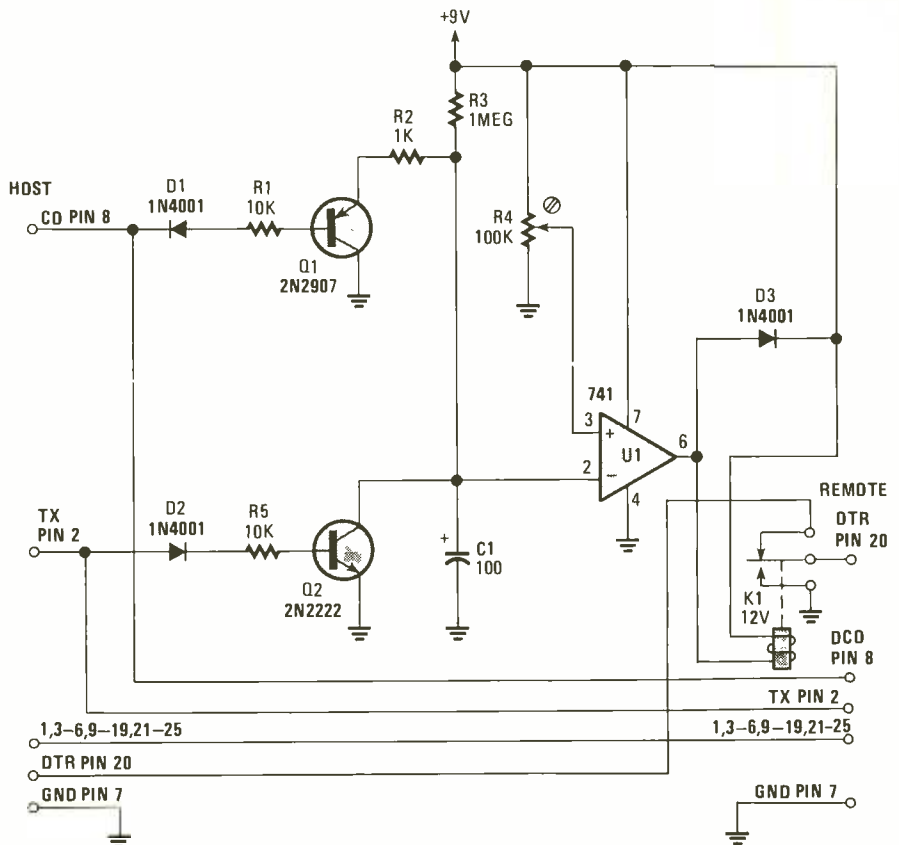 +9V
R3
1MEG
R2
1K
HOST
CD PIN 8
D1
1N4001
R1
10K
Q1
2N2907
R4
100K
D3
1N4001
741
3
+
7
6
U1
2
−
4
TX
PIN 2
D2
1N4001
R5
10K
Q2
2N2222
+
C1
100
REMOTE
DTR
PIN 20
K1
12V
DCD
PIN 8
TX PIN 2
1,3–6,9–19,21–25
1,3–6,9–19,21–25
DTR PIN 20
GND PIN 7
GND PIN 7